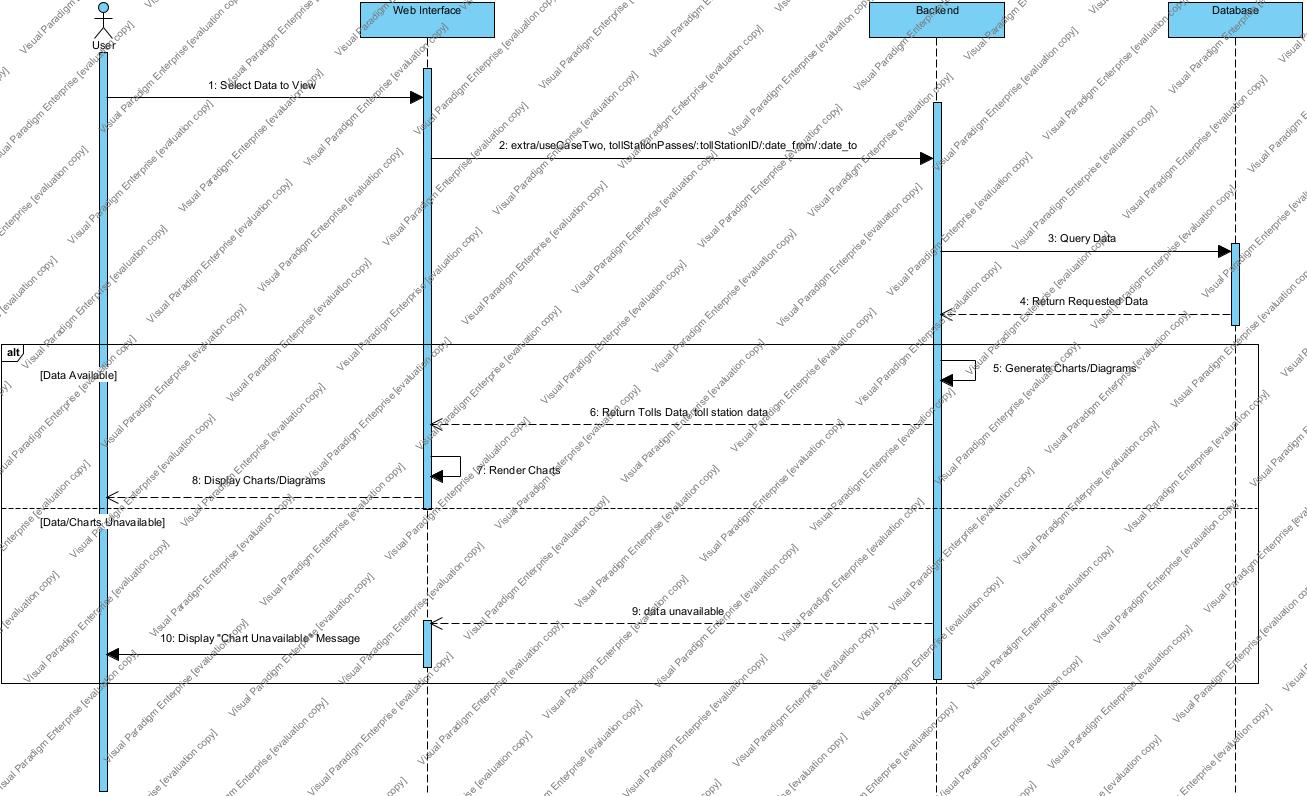 Web Interface
Backend
Database
User
1: Select Data to View
2: extra/useCaseTwo, tollStationPasses/:tollStationID/:date_from/:date_to
3: Query Data
4: Return Requested Data
alt
[Data Available]
5: Generate Charts/Diagrams
6: Return Tolls Data, toll station data
7: Render Charts
8: Display Charts/Diagrams
[Data/Charts Unavailable]
9: data unavailable
10: Display "Chart Unavailable" Message
Visual Paradigm Enterprise [evaluation copy]